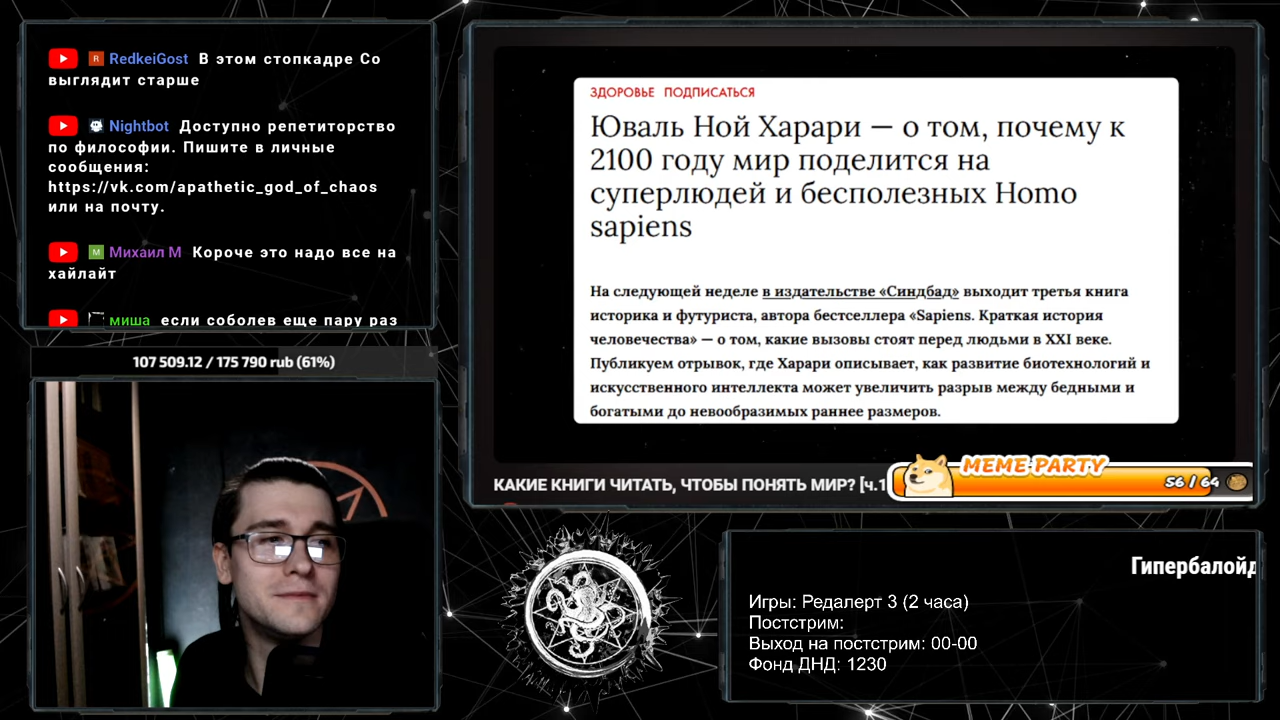 RedkeiGost В этом стопкадре Со
выглядит старше
Nightbot Доступно репетиторство
по философии. Пишите в личные
сообщения:
https://vk.com/apathetic_god_of_chaos
или на почту.
М Михаил М Короче это надо все на
хайлайт
миша если соболев еще пару раз
107 509.12 / 175 790 rub (61%)
ЗДОРОВЬЕ ПОДПИСАТЬСЯ
Юваль Ной Харари — о том, почему к
2100 году мир поделится на
суперлюдей и бесполезных Homo
sapiens
На следующей неделе в издательстве «Синдбад» выходит третья книга
историка и футуриста, автора бестселлера «Sapiens. Краткая история
человечества» — о том, какие вызовы стоят перед людьми в XXI веке.
Публикуем отрывок, где Харари описывает, как развитие биотехнологий и
искусственного интеллекта может увеличить разрыв между бедными и
богатыми до невообразимых раннее размеров.
MEME PARTY
56 / 64
КАКИЕ КНИГИ ЧИТАТЬ, ЧТОБЫ ПОНЯТЬ МИР? [ч.1
Гипербалойд
Игры: Редалерт 3 (2 часа)
Постстрим:
Выход на постстрим: 00-00
Фонд ДНД: 1230